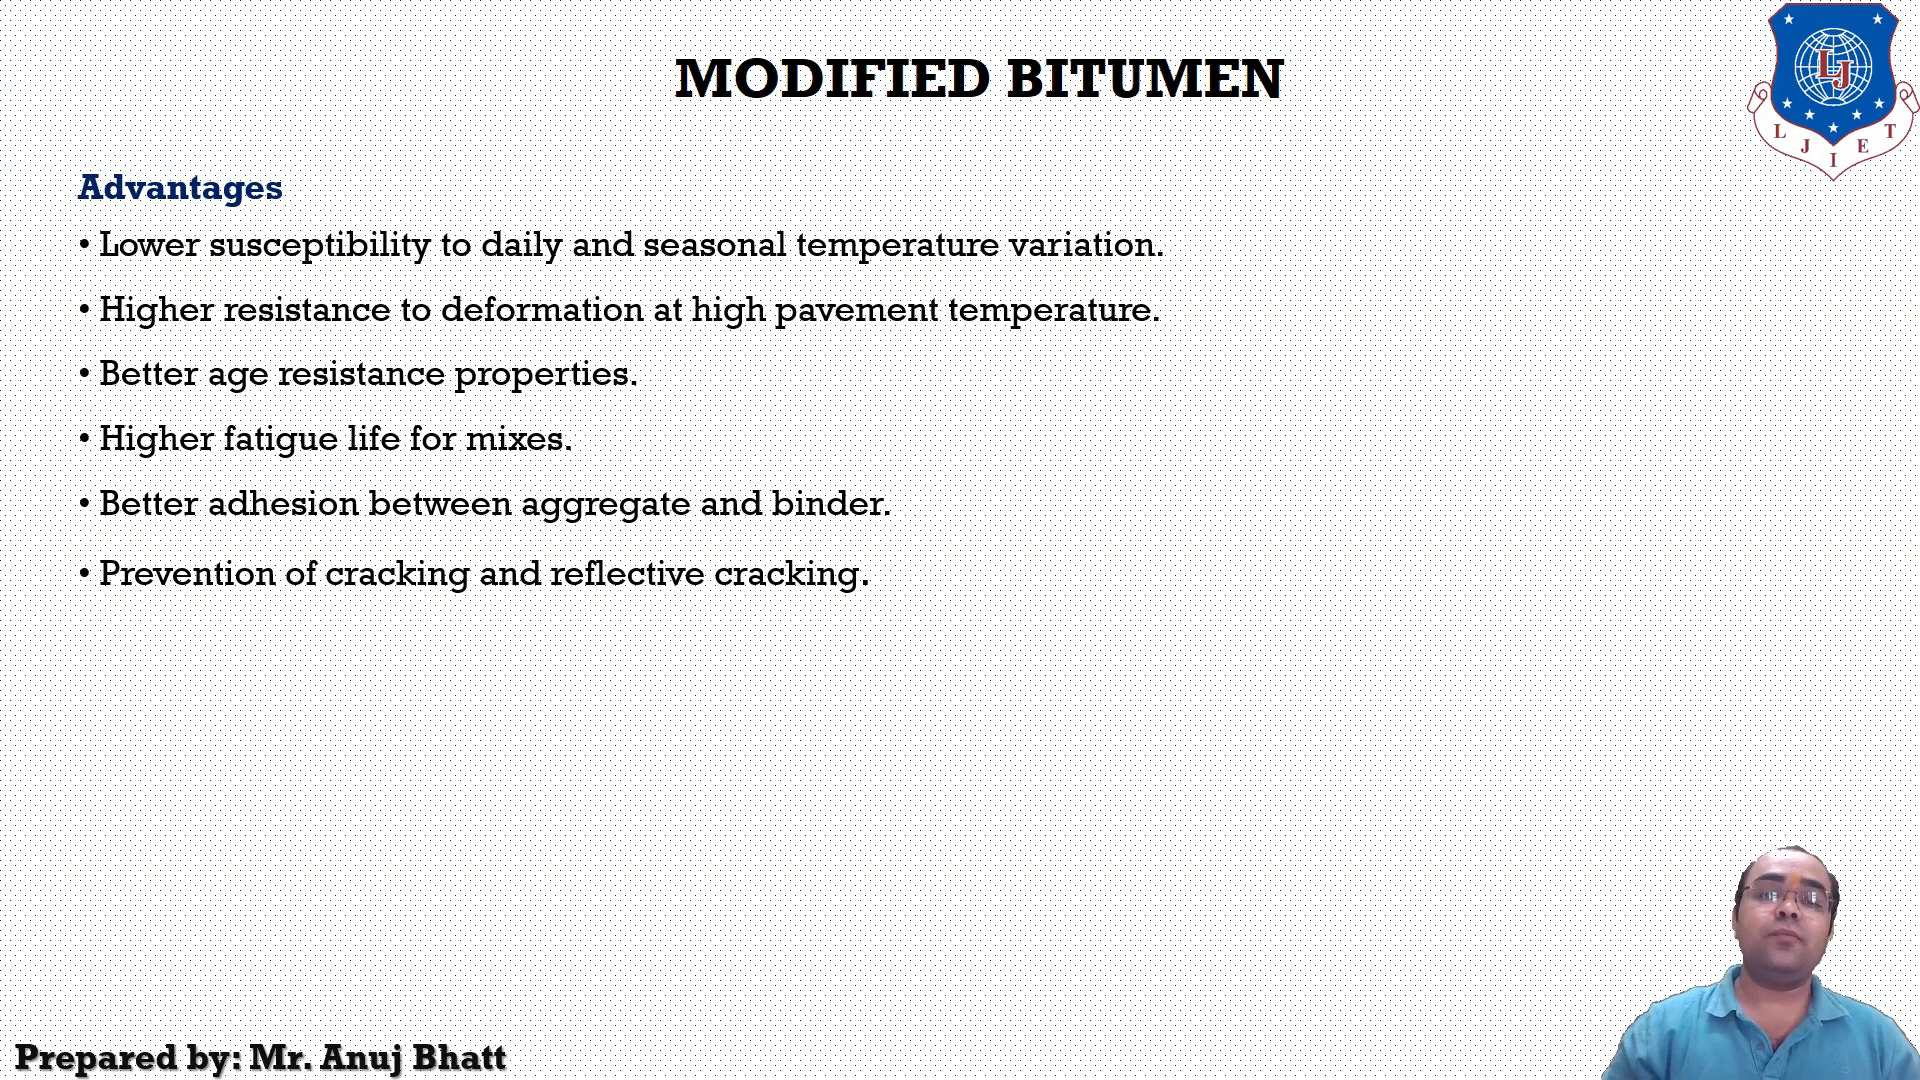 MODIFIED BITUMEN
LJ
L J I E T
Advantages
• Lower susceptibility to daily and seasonal temperature variation.
• Higher resistance to deformation at high pavement temperature.
• Better age resistance properties.
• Higher fatigue life for mixes.
• Better adhesion between aggregate and binder.
• Prevention of cracking and reflective cracking.
Prepared by: Mr. Anuj Bhatt